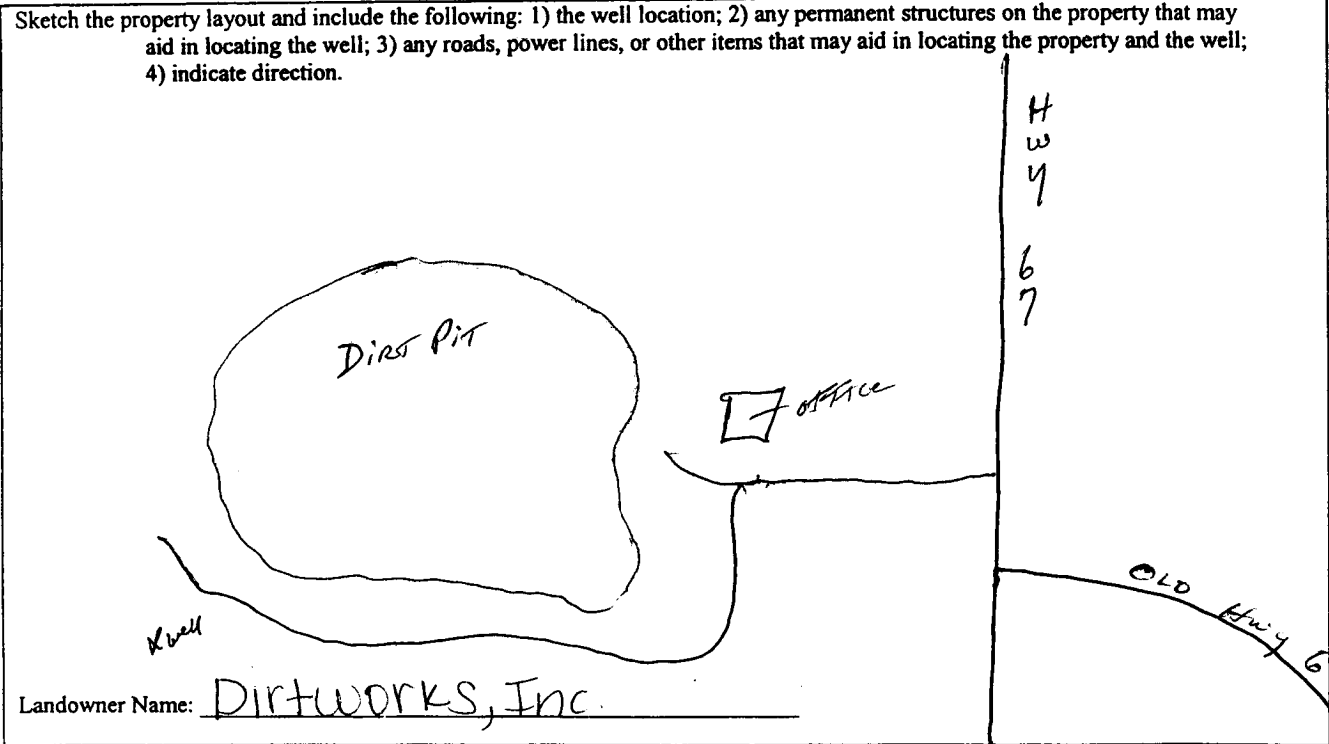 Sketch the property layout and include the following: 1) the well location; 2) any permanent structures on the property that may
aid in locating the well; 3) any roads, power lines, or other items that may aid in locating the property and the well;
4) indicate direction.
Hwy
67
Dirt Pit
office
OLD Hwy 6
x well
Landowner Name: Dirtworks, Inc.